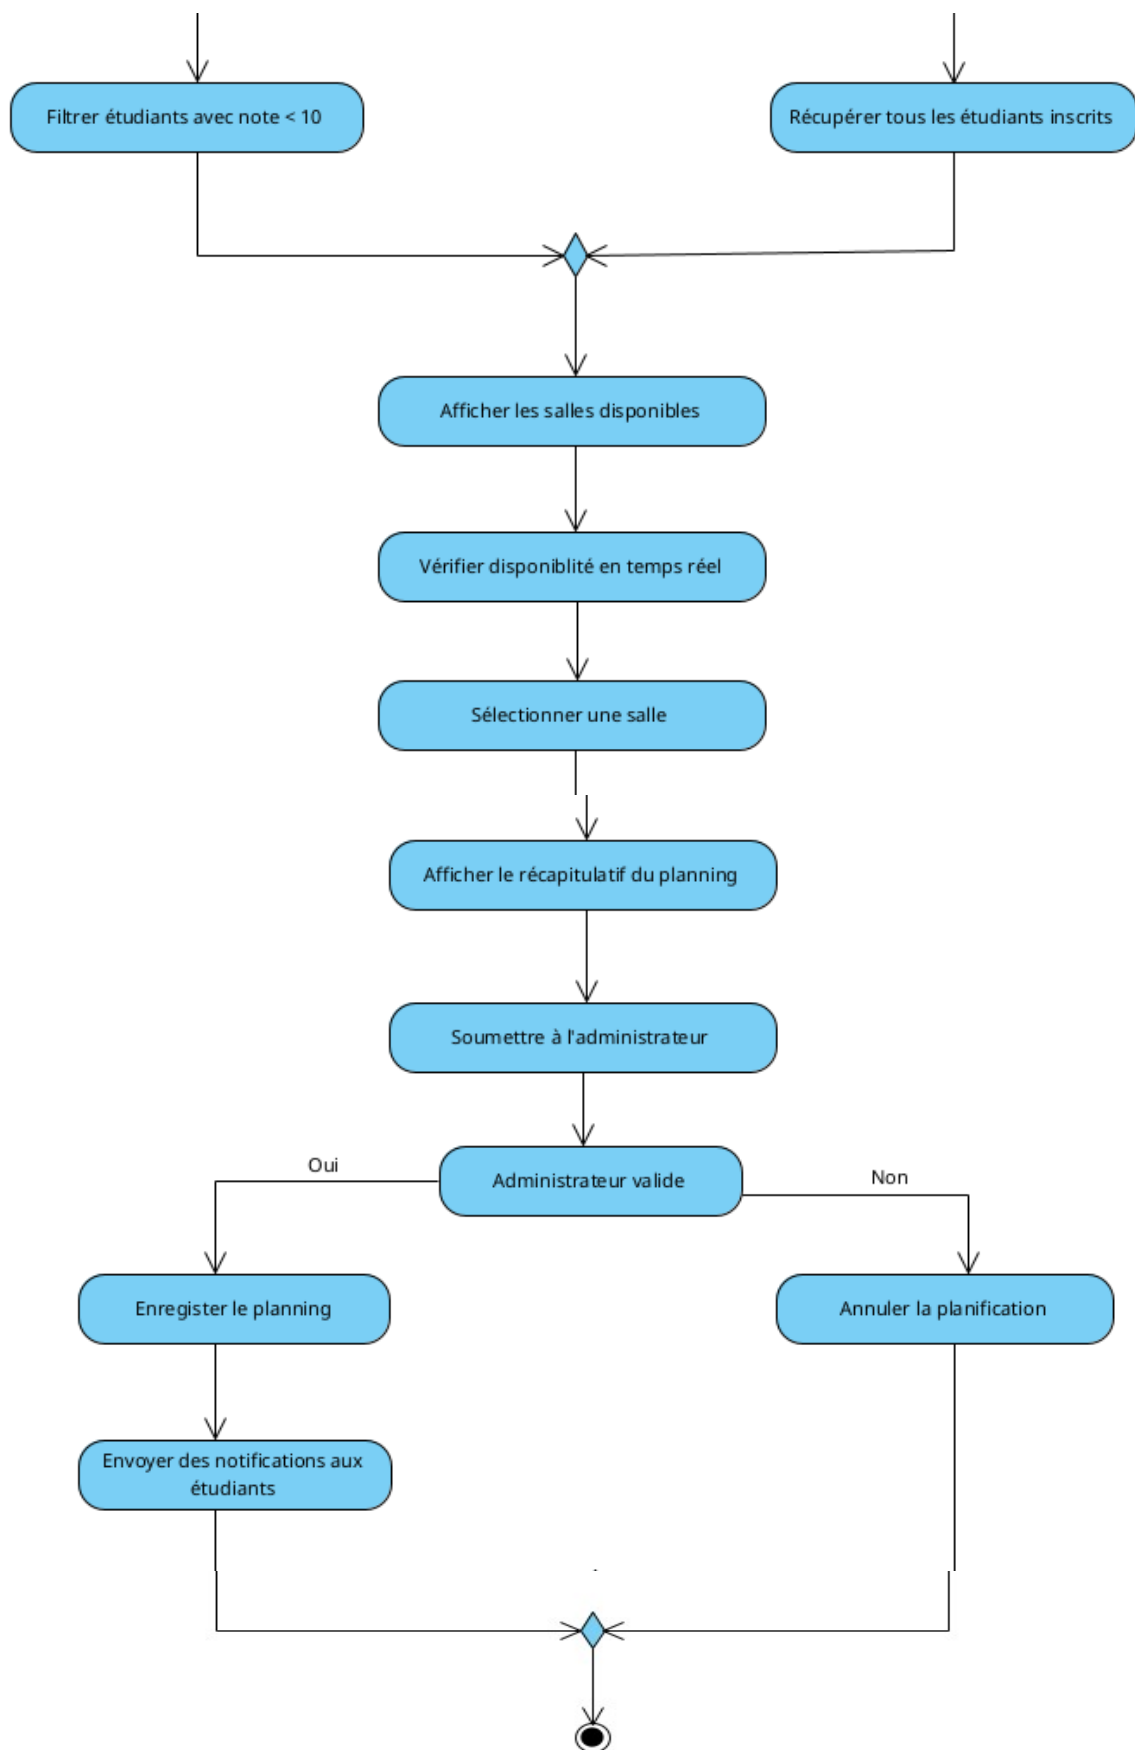 Filtrer étudiants avec note < 10
Récupérer tous les étudiants inscrits
Afficher les salles disponibles
Vérifier disponiblité en temps réel
Sélectionner une salle
Afficher le récapitulatif du planning
Soumettre à l'administrateur
Oui
Administrateur valide
Non
Enregister le planning
Annuler la planification
Envoyer des notifications aux
étudiants